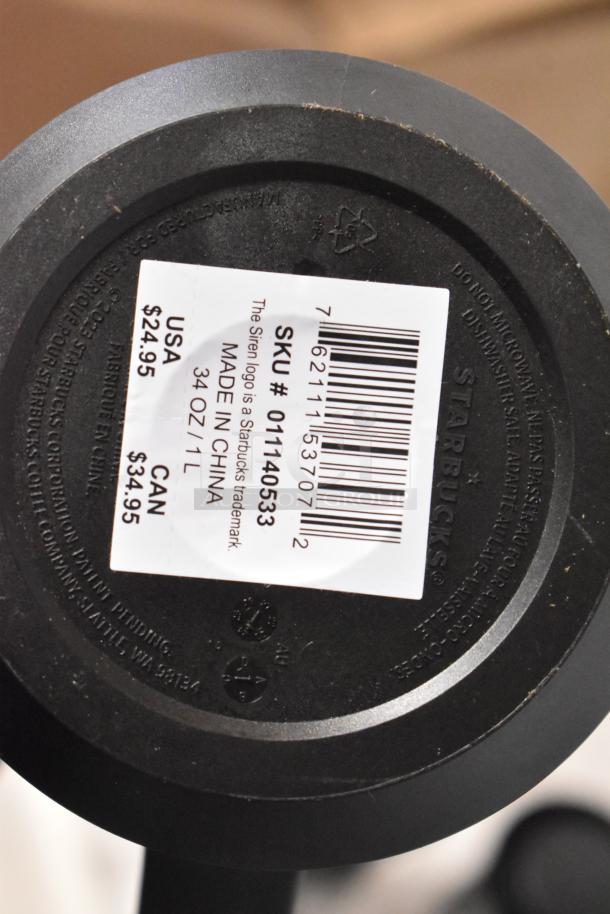 7 62111 53707 2
SKU # 011140533
The Siren logo is a Starbucks trademark.
MADE IN CHINA
34 OZ / 1 L
USA CAN
$24.95 $34.95
STARBUCKS®
DO NOT MICROWAVE. NE PAS PASSER AU FOUR À MICRO-ONDES.
DISHWASHER SAFE. ADAPTÉ AU LAVE-VAISSELLE.
MANUFACTURED FOR / FABRIQUÉ POUR STARBUCKS COFFEE COMPANY, SEATTLE, WA 98134
© 2023 STARBUCKS CORPORATION PATENT PENDING.
FABRIQUÉ EN CHINE.
AUCTION GROUP